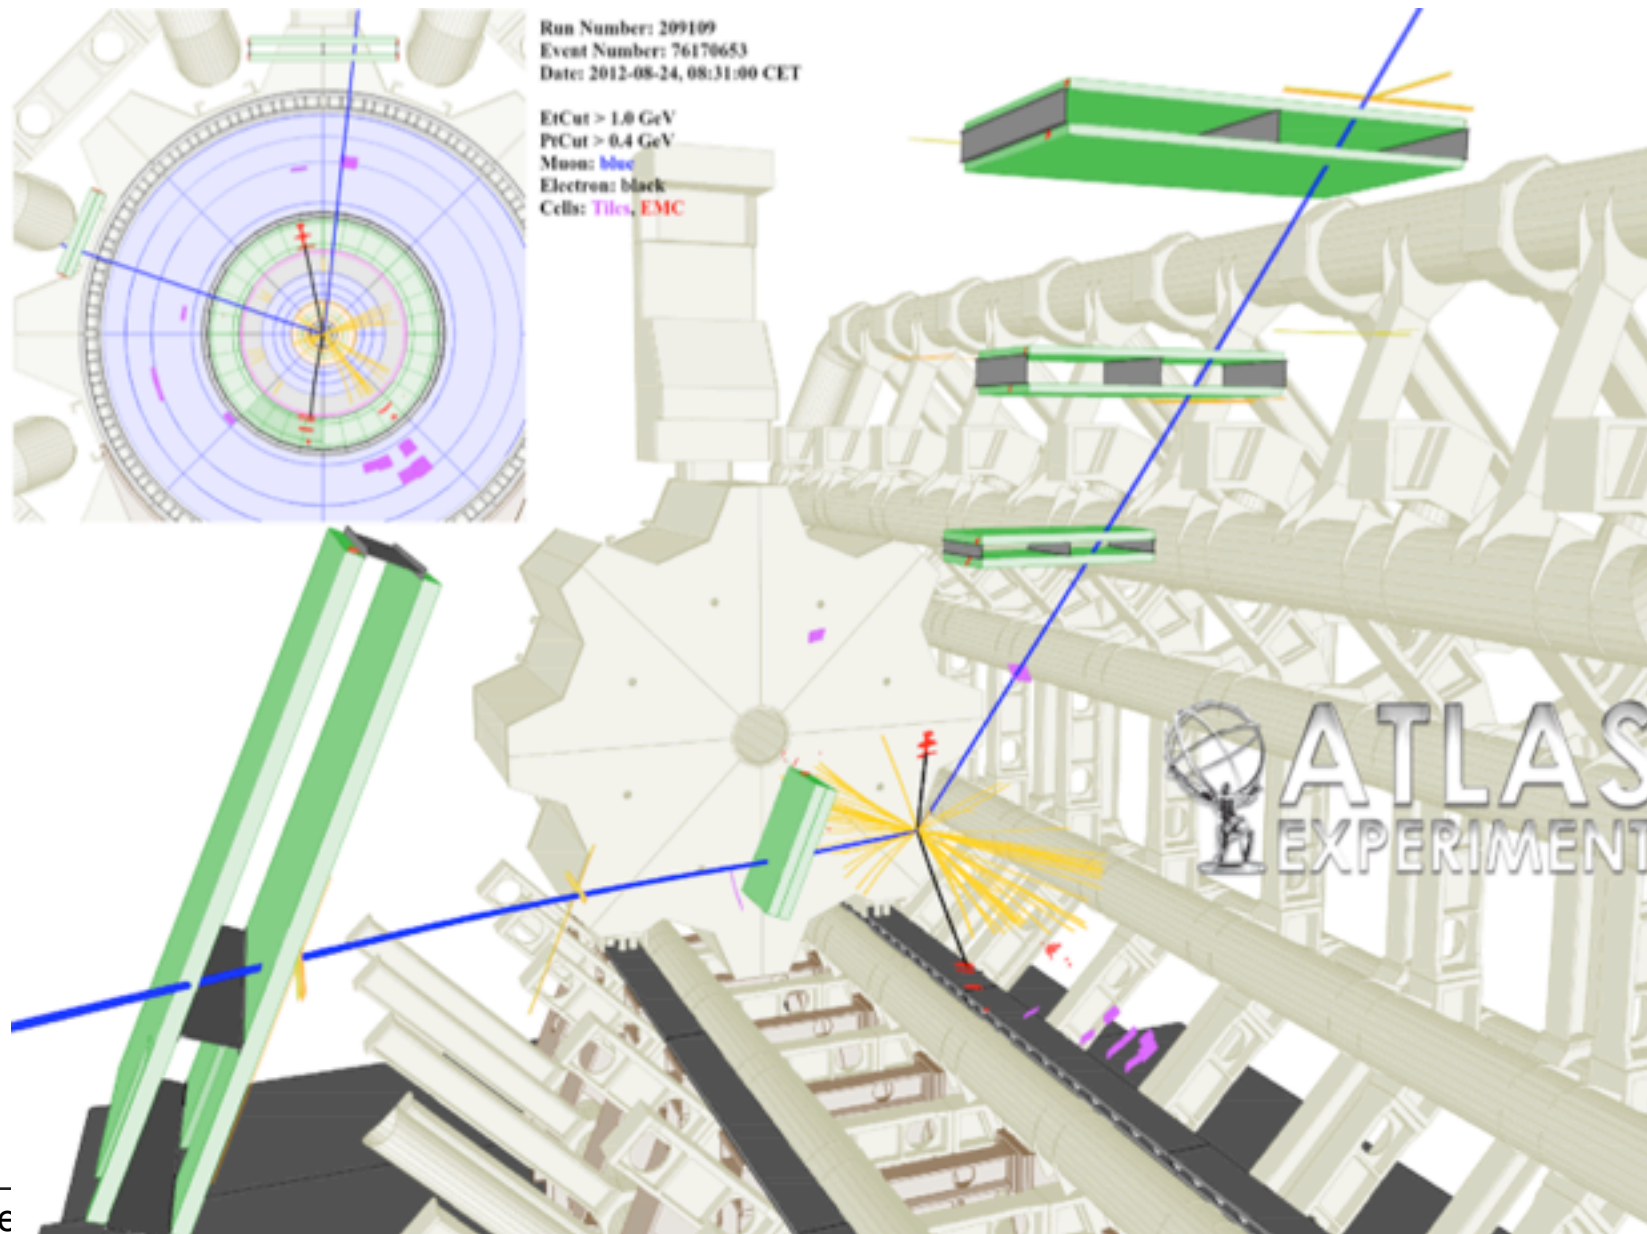 Run Number: 209109
Event Number: 76170653
Date: 2012-08-24, 08:31:00 CET
EtCut > 1.0 GeV
PtCut > 0.4 GeV
Muon: blue
Electron: black
Cells: Tiles, EMC
ATLAS
EXPERIMENT
e